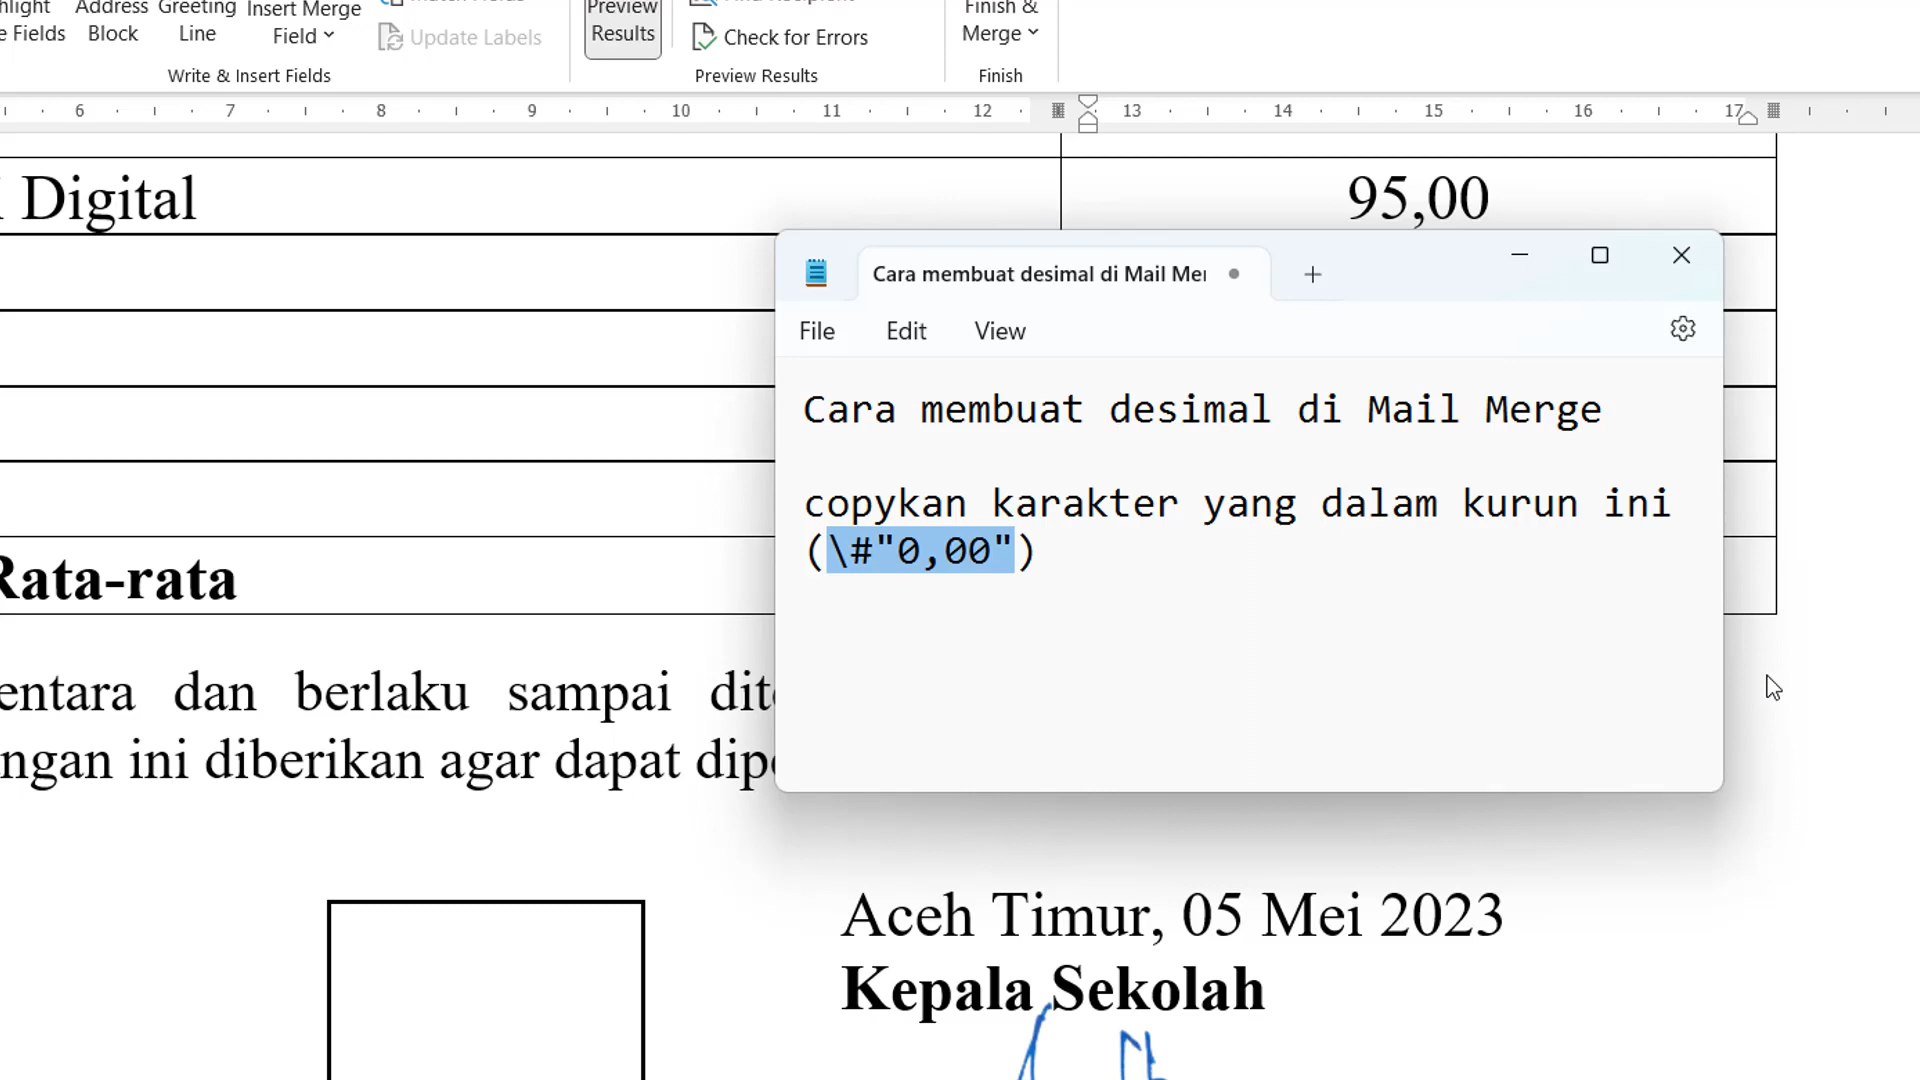 Address
Greeting
Insert Merge
Preview
Finish &
e Fields
Block
Line
Field
Update Labels
Results
Check for Errors
Merge
Write & Insert Fields
Preview Results
Finish
6 7 8 9 10 11 12 13 14 15 16 17
Digital
95,00
Cara membuat desimal di Mail Mer
File Edit View
Cara membuat desimal di Mail Merge
copykan karakter yang dalam kurun ini
(\#"0,00")
Rata-rata
entara dan berlaku sampai dit
ngan ini diberikan agar dapat dip
Aceh Timur, 05 Mei 2023
Kepala Sekolah